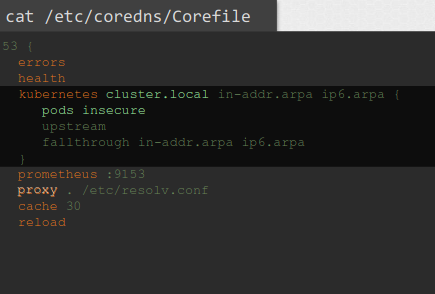 cat /etc/coredns/Corefile
53 {
errors
health
kubernetes cluster.local in-addr.arpa ip6.arpa {
pods insecure
upstream
fallthrough in-addr.arpa ip6.arpa
}
prometheus :9153
proxy . /etc/resolv.conf
cache 30
reload